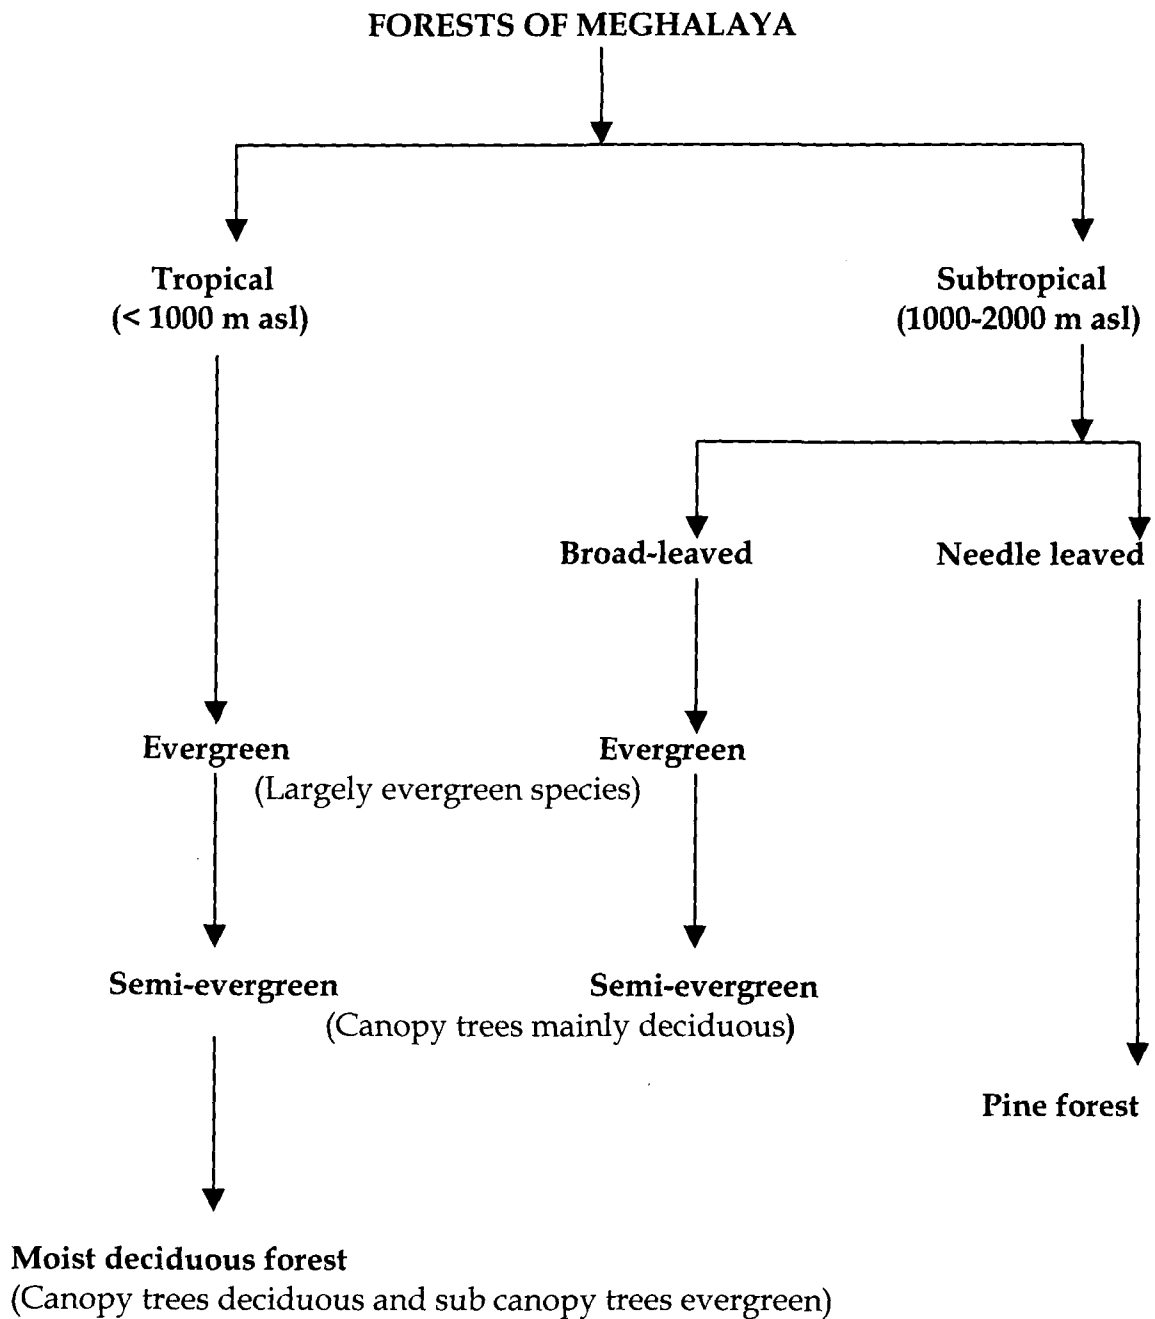 FORESTS OF MEGHALAYA
Tropical
(< 1000 m asl)
Subtropical
(1000-2000 m asl)
Broad-leaved
Needle leaved
Evergreen
Evergreen
(Largely evergreen species)
Semi-evergreen
Semi-evergreen
(Canopy trees mainly deciduous)
Pine forest
Moist deciduous forest
(Canopy trees deciduous and sub canopy trees evergreen)